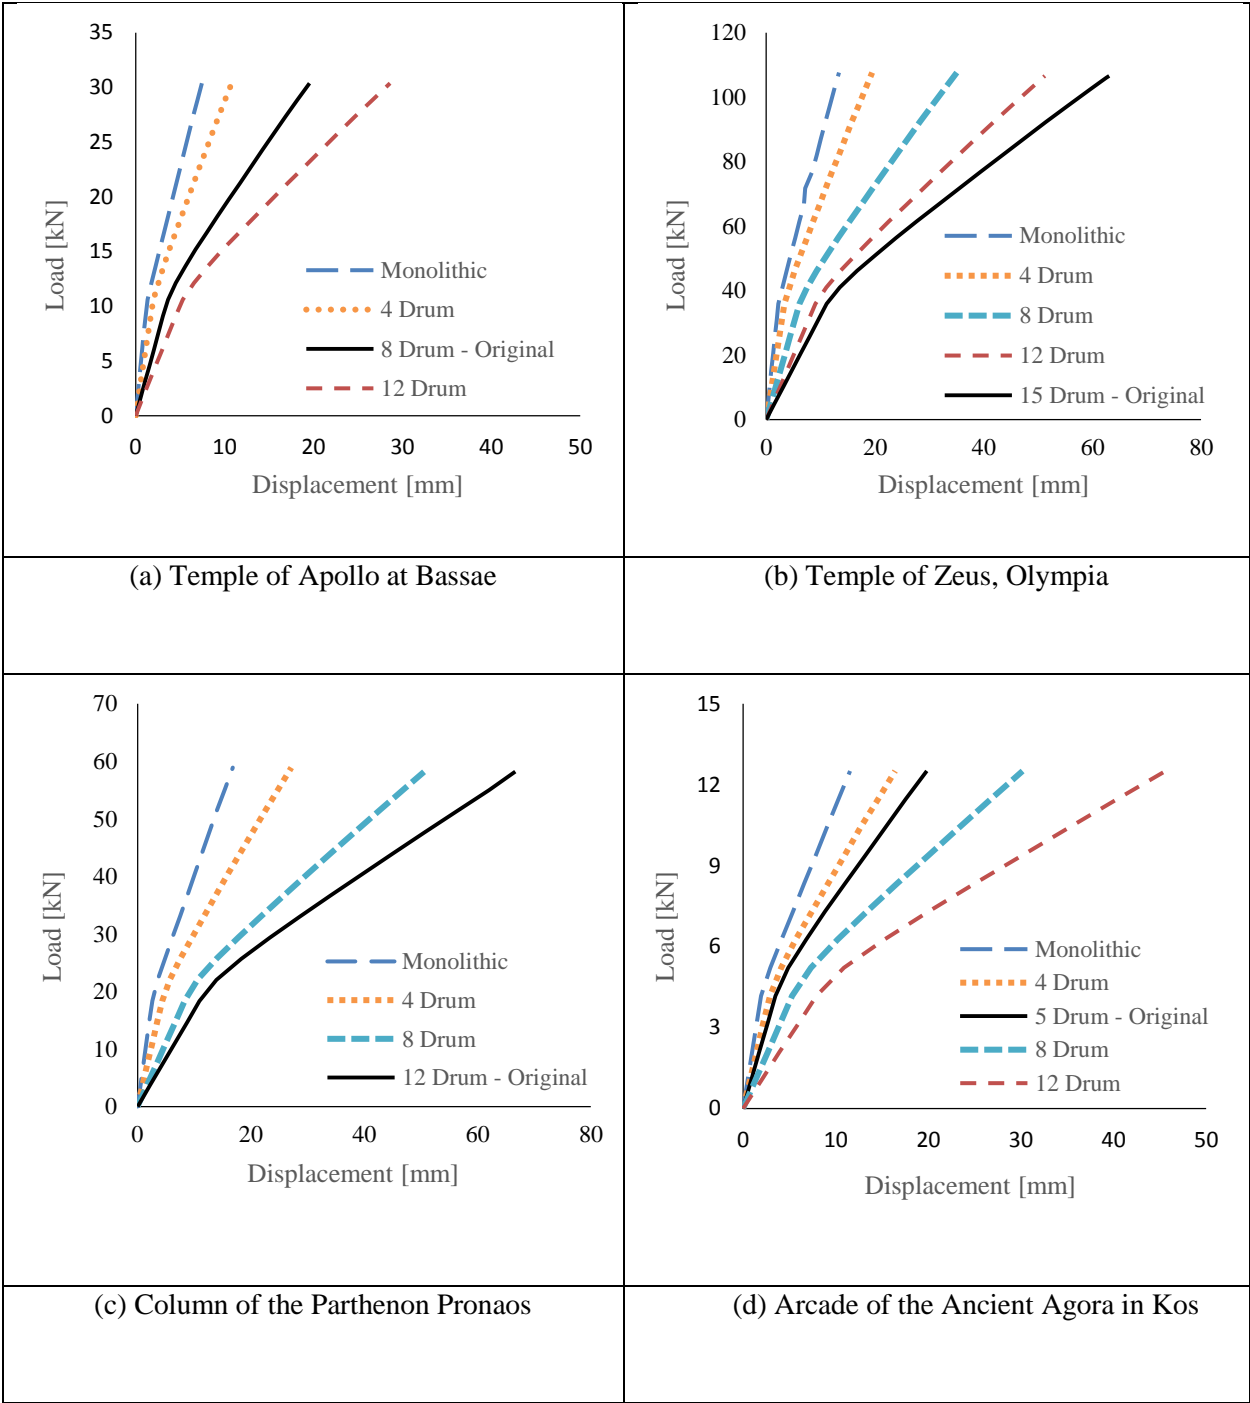 35
30
25
20
15
10
5
0
Load [kN]
Monolithic
4 Drum
8 Drum - Original
12 Drum
0 10 20 30 40 50
Displacement [mm]
(a) Temple of Apollo at Bassae
120
100
80
60
40
20
0
Load [kN]
Monolithic
4 Drum
8 Drum
12 Drum
15 Drum - Original
0 20 40 60 80
Displacement [mm]
(b) Temple of Zeus, Olympia
70
60
50
40
30
20
10
0
Load [kN]
Monolithic
4 Drum
8 Drum
12 Drum - Original
0 20 40 60 80
Displacement [mm]
(c) Column of the Parthenon Pronaos
15
12
9
6
3
0
Load [kN]
Monolithic
4 Drum
5 Drum - Original
8 Drum
12 Drum
0 10 20 30 40 50
Displacement [mm]
(d) Arcade of the Ancient Agora in Kos